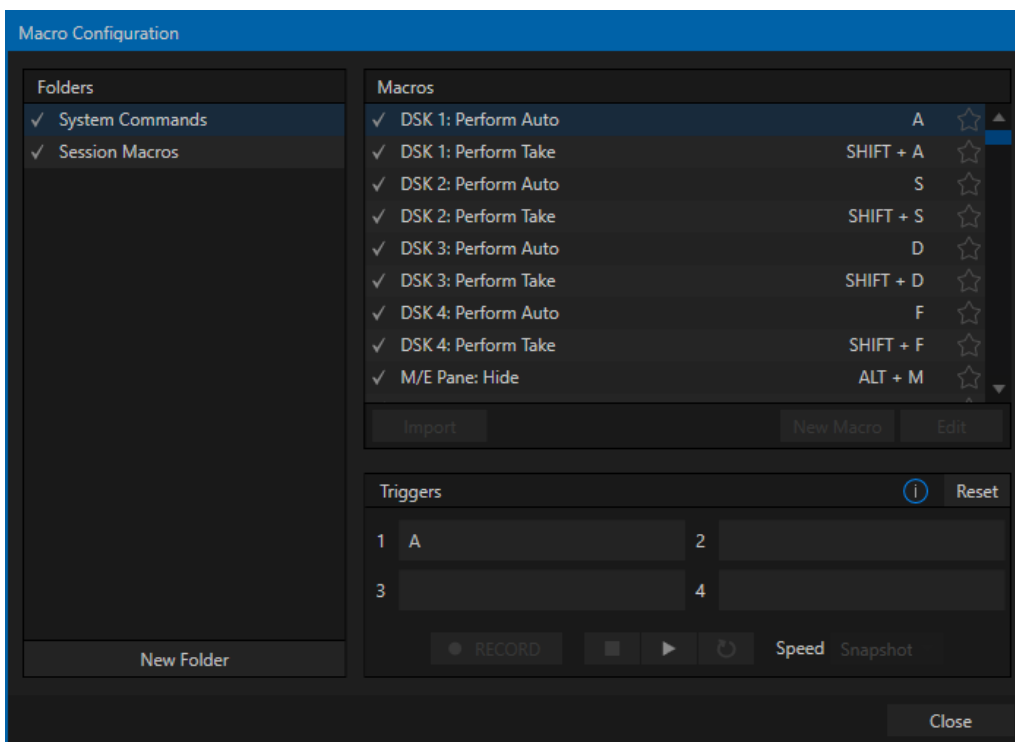 Macro Configuration
Folders
✓ System Commands
✓ Session Macros
New Folder
Macros
✓ DSK 1: Perform Auto A
✓ DSK 1: Perform Take SHIFT + A
✓ DSK 2: Perform Auto S
✓ DSK 2: Perform Take SHIFT + S
✓ DSK 3: Perform Auto D
✓ DSK 3: Perform Take SHIFT + D
✓ DSK 4: Perform Auto F
✓ DSK 4: Perform Take SHIFT + F
✓ M/E Pane: Hide ALT + M
Import New Macro Edit
Triggers i Reset
1 A 2
3 4
RECORD Speed Snapshot
Close